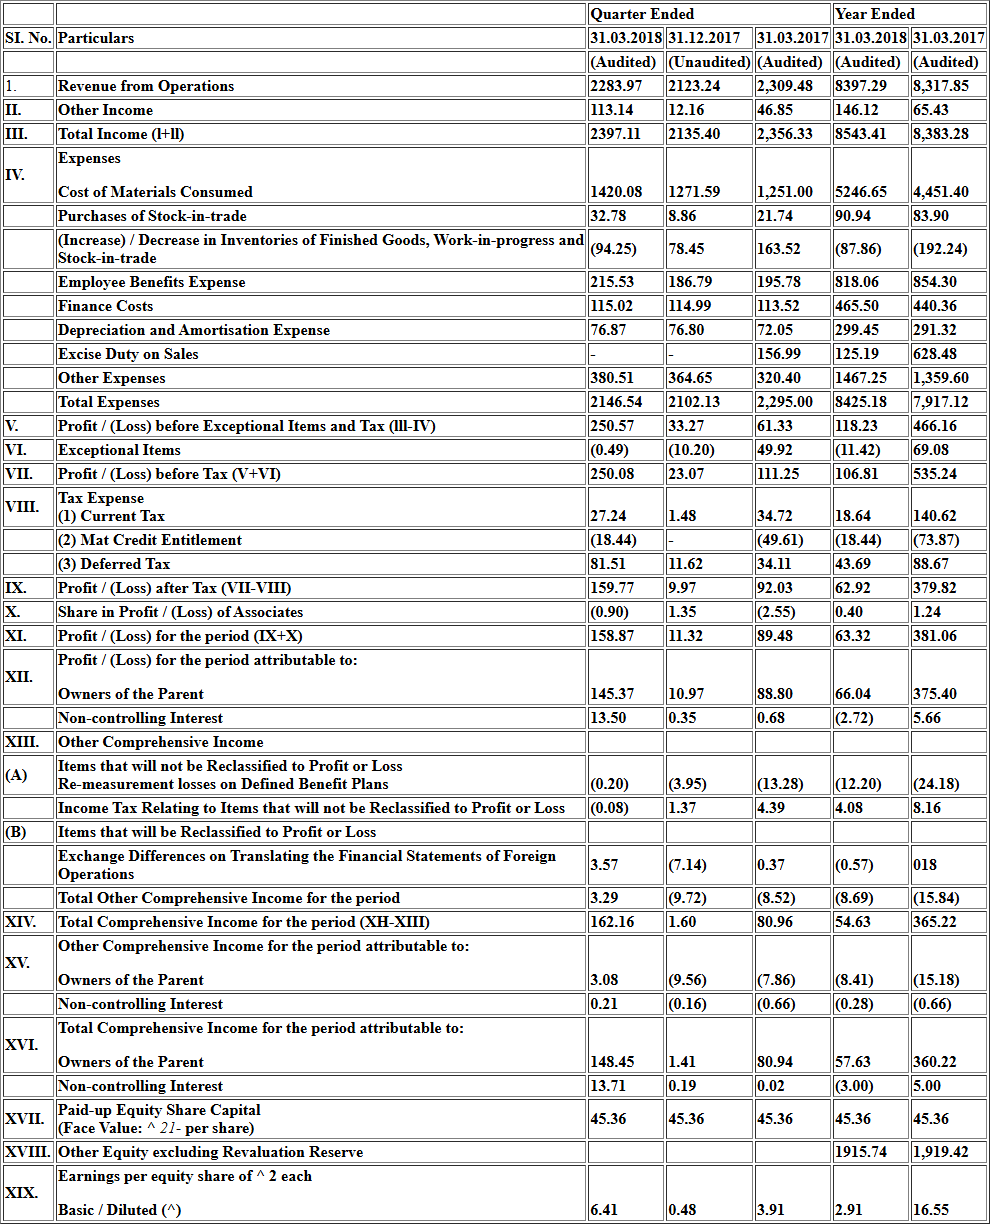 Quarter Ended Year Ended
SI. No. Particulars 31.03.2018 31.12.2017 31.03.2017 31.03.2018 31.03.2017
(Audited) (Unaudited) (Audited) (Audited) (Audited)
1. Revenue from Operations 2283.97 2123.24 2,309.48 8397.29 8,317.85
II. Other Income 113.14 12.16 46.85 146.12 65.43
III. Total Income (l+ll) 2397.11 2135.40 2,356.33 8543.41 8,383.28
IV. Expenses
Cost of Materials Consumed 1420.08 1271.59 1,251.00 5246.65 4,451.40
Purchases of Stock-in-trade 32.78 8.86 21.74 90.94 83.90
(Increase) / Decrease in Inventories of Finished Goods, Work-in-progress and
Stock-in-trade (94.25) 78.45 163.52 (87.86) (192.24)
Employee Benefits Expense 215.53 186.79 195.78 818.06 854.30
Finance Costs 115.02 114.99 113.52 465.50 440.36
Depreciation and Amortisation Expense 76.87 76.80 72.05 299.45 291.32
Excise Duty on Sales - - 156.99 125.19 628.48
Other Expenses 380.51 364.65 320.40 1467.25 1,359.60
Total Expenses 2146.54 2102.13 2,295.00 8425.18 7,917.12
V. Profit / (Loss) before Exceptional Items and Tax (lll-IV) 250.57 33.27 61.33 118.23 466.16
VI. Exceptional Items (0.49) (10.20) 49.92 (11.42) 69.08
VII. Profit / (Loss) before Tax (V+VI) 250.08 23.07 111.25 106.81 535.24
VIII. Tax Expense
(1) Current Tax 27.24 1.48 34.72 18.64 140.62
(2) Mat Credit Entitlement (18.44) - (49.61) (18.44) (73.87)
(3) Deferred Tax 81.51 11.62 34.11 43.69 88.67
IX. Profit / (Loss) after Tax (VII-VIII) 159.77 9.97 92.03 62.92 379.82
X. Share in Profit / (Loss) of Associates (0.90) 1.35 (2.55) 0.40 1.24
XI. Profit / (Loss) for the period (IX+X) 158.87 11.32 89.48 63.32 381.06
XII. Profit / (Loss) for the period attributable to:
Owners of the Parent 145.37 10.97 88.80 66.04 375.40
Non-controlling Interest 13.50 0.35 0.68 (2.72) 5.66
XIII. Other Comprehensive Income
(A) Items that will not be Reclassified to Profit or Loss
Re-measurement losses on Defined Benefit Plans (0.20) (3.95) (13.28) (12.20) (24.18)
Income Tax Relating to Items that will not be Reclassified to Profit or Loss (0.08) 1.37 4.39 4.08 8.16
(B) Items that will be Reclassified to Profit or Loss
Exchange Differences on Translating the Financial Statements of Foreign
Operations 3.57 (7.14) 0.37 (0.57) 018
Total Other Comprehensive Income for the period 3.29 (9.72) (8.52) (8.69) (15.84)
XIV. Total Comprehensive Income for the period (XH-XIII) 162.16 1.60 80.96 54.63 365.22
XV. Other Comprehensive Income for the period attributable to:
Owners of the Parent 3.08 (9.56) (7.86) (8.41) (15.18)
Non-controlling Interest 0.21 (0.16) (0.66) (0.28) (0.66)
XVI. Total Comprehensive Income for the period attributable to:
Owners of the Parent 148.45 1.41 80.94 57.63 360.22
Non-controlling Interest 13.71 0.19 0.02 (3.00) 5.00
XVII. Paid-up Equity Share Capital
(Face Value: ^ 21- per share) 45.36 45.36 45.36 45.36 45.36
XVIII. Other Equity excluding Revaluation Reserve 1915.74 1,919.42
XIX. Earnings per equity share of ^ 2 each
Basic / Diluted (^) 6.41 0.48 3.91 2.91 16.55